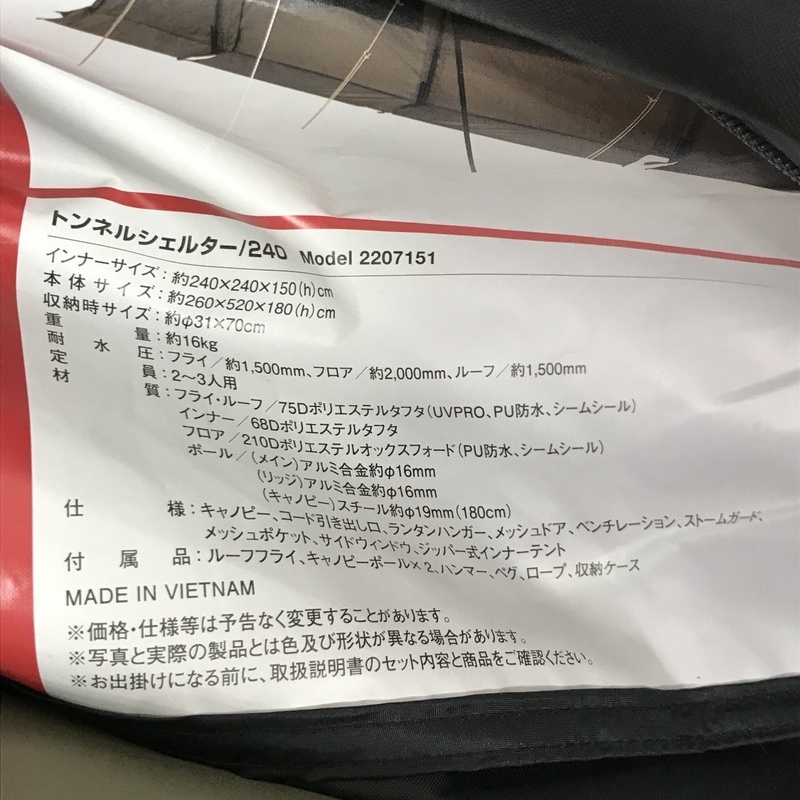 トンネルシェルター/240 Model 2207151
インナーサイズ：約240×240×150(h)cm
本体サイズ：約260×520×180(h)cm
収納時サイズ：約φ31×70cm
重量：約16kg
耐水圧：フライ／約1,500mm、フロア／約2,000mm、ルーフ／約1,500mm
定員：2～3人用
材質：フライ・ルーフ／75Dポリエステルタフタ(UVPRO、PU防水、シームシール)
インナー／68Dポリエステルタフタ
フロア／210Dポリエステルオックスフォード(PU防水、シームシール)
ポール／(メイン)アルミ合金約φ16mm
(リッジ)アルミ合金約φ16mm
(キャノピー)スチール約φ19mm(180cm)
仕様：キャノピー、コード引き出し口、ランタンハンガー、メッシュドア、ベンチレーション、ストームガード、
メッシュポケット、サイドウィンドウ、ジッパー式インナーテント
付属品：ルーフフライ、キャノピーポール×2、ハンマー、ペグ、ロープ、収納ケース
MADE IN VIETNAM
※価格・仕様等は予告なく変更することがあります。
※写真と実際の製品とは色及び形状が異なる場合があります。
※お出掛けになる前に、取扱説明書のセット内容と商品をご確認ください。